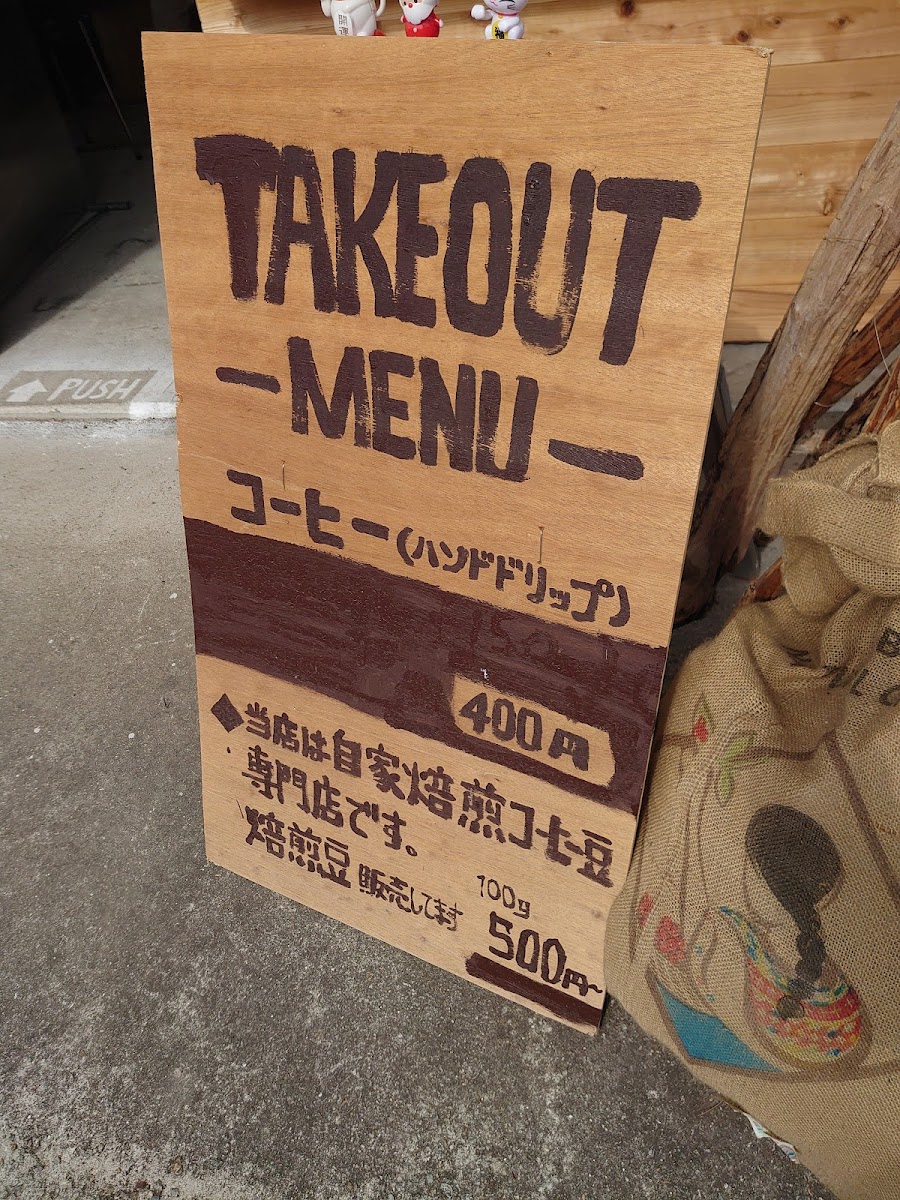 TAKEOUT
-MENU-
コーヒー(ハンドドリップ)
400円
◆当店は自家焙煎コーヒー豆
専門店です。
焙煎豆 販売してます
100g
500円~
PUSH